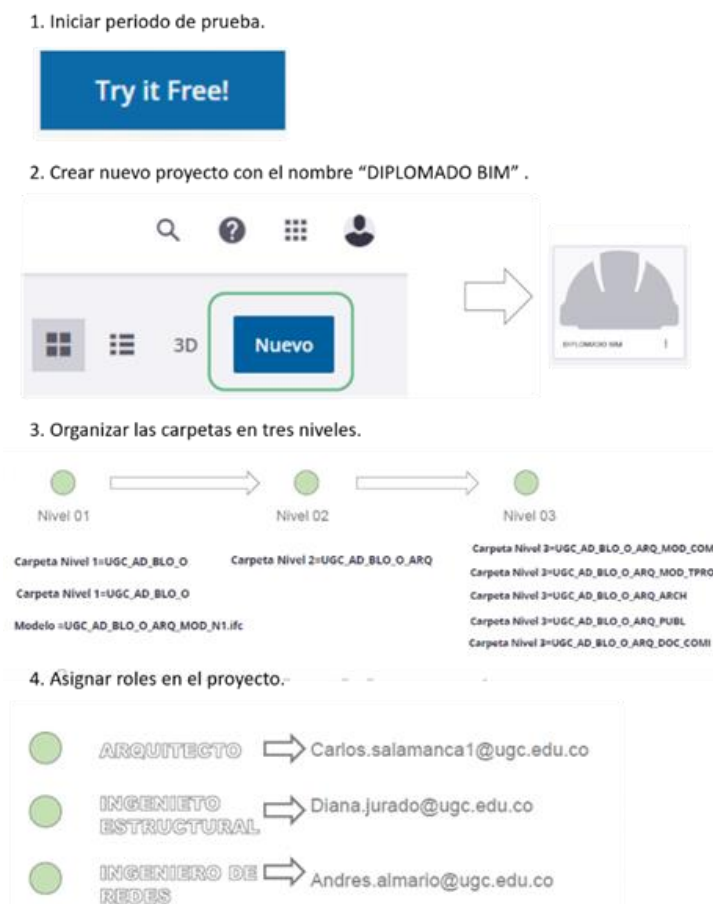 1. Iniciar periodo de prueba.
Try it Free!
2. Crear nuevo proyecto con el nombre “DIPLOMADO BIM” .
3D
Nuevo
DIPLOMADO BIM
3. Organizar las carpetas en tres niveles.
Nivel 01
Nivel 02
Nivel 03
Carpeta Nivel 1=UGC_AD_BLO_O
Carpeta Nivel 2=UGC_AD_BLO_O_ARQ
Carpeta Nivel 3=UGC_AD_BLO_O_ARQ_MOD_COM
Carpeta Nivel 3=UGC_AD_BLO_O_ARQ_MOD_TPRO
Carpeta Nivel 1=UGC_AD_BLO_O
Carpeta Nivel 3=UGC_AD_BLO_O_ARQ_ARCH
Modelo =UGC_AD_BLO_O_ARQ_MOD_N1.ifc
Carpeta Nivel 3=UGC_AD_BLO_O_ARQ_PUBL
Carpeta Nivel 3=UGC_AD_BLO_O_ARQ_DOC_COMI
4. Asignar roles en el proyecto.
ARQUITECTO
Carlos.salamanca1@ugc.edu.co
INGENIETO
ESTRUCTURAL
Diana.jurado@ugc.edu.co
INGENIERO DE
REDES
Andres.almario@ugc.edu.co